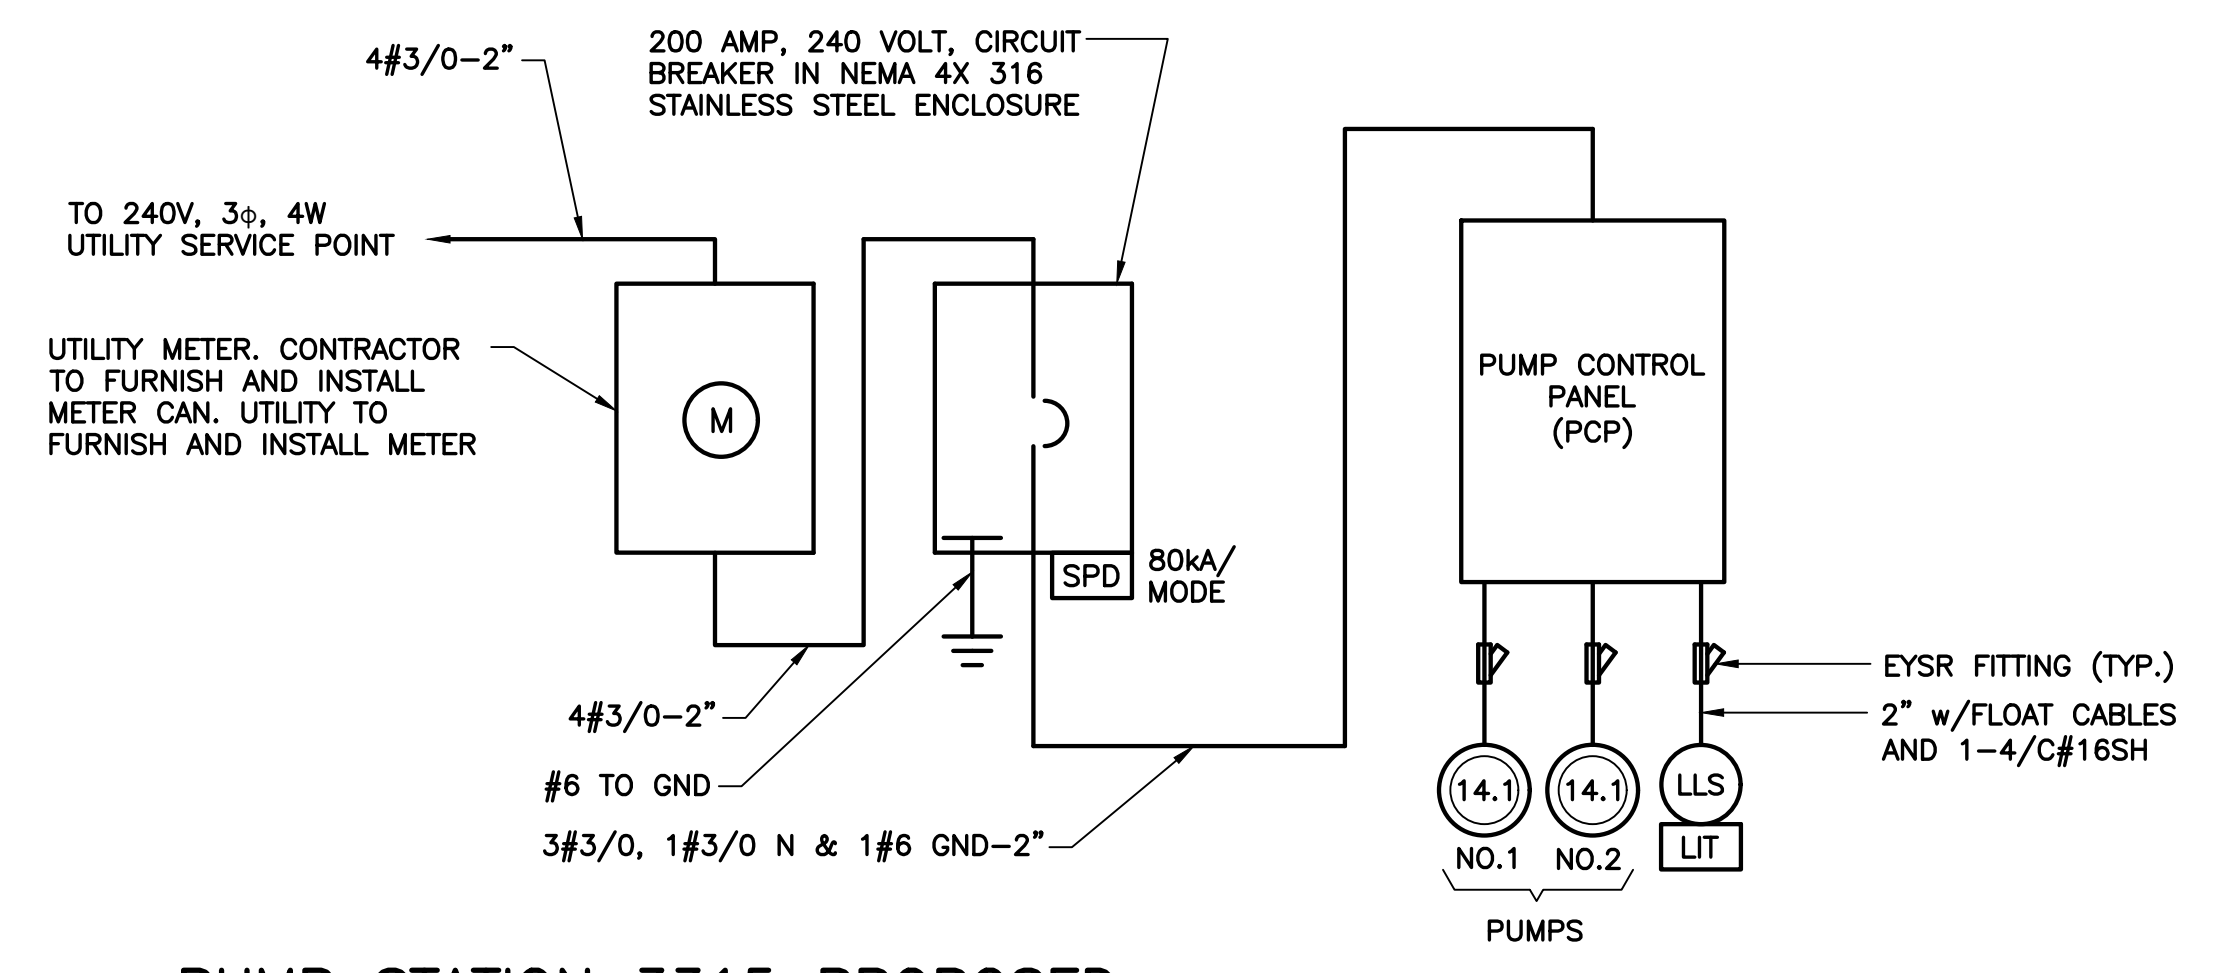 4#3/0-2"
200 AMP, 240 VOLT, CIRCUIT
BREAKER IN NEMA 4X 316
STAINLESS STEEL ENCLOSURE
TO 240V, 3ϕ, 4W
UTILITY SERVICE POINT
UTILITY METER. CONTRACTOR
TO FURNISH AND INSTALL
METER CAN. UTILITY TO
FURNISH AND INSTALL METER
M
PUMP CONTROL
PANEL
(PCP)
SPD
80kA/
MODE
4#3/0-2"
#6 TO GND
3#3/0, 1#3/0 N & 1#6 GND-2"
EYSR FITTING (TYP.)
2" w/FLOAT CABLES
AND 1-4/C#16SH
14.1
14.1
LLS
LIT
NO.1
NO.2
PUMPS